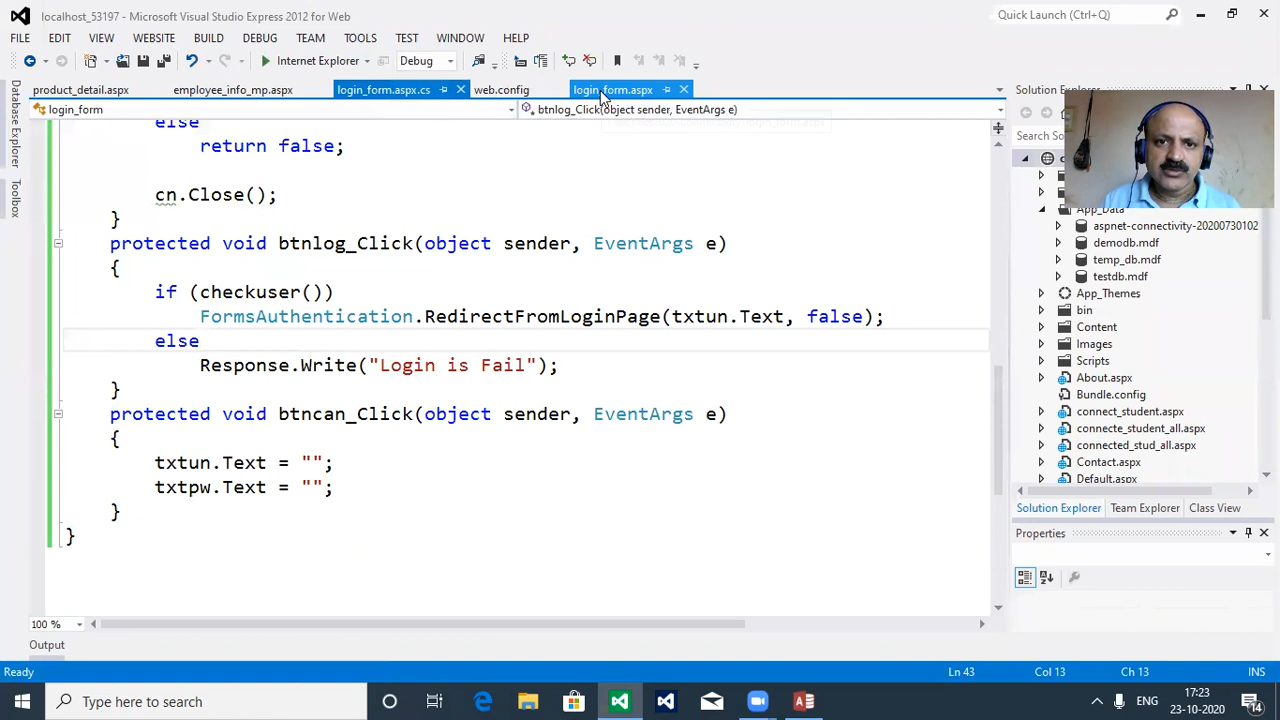 localhost_53197 - Microsoft Visual Studio Express 2012 for Web
Quick Launch (Ctrl+Q)
FILE EDIT VIEW WEBSITE BUILD DEBUG TEAM TOOLS TEST WINDOW HELP
Internet Explorer Debug
product_detail.aspx employee_info_mp.aspx login_form.aspx.cs web.config login_form.aspx
Solution Explorer
login_form btnlog_Click(object sender, EventArgs e)
Search So
Database Explorer
Toolbox
else
return false;
cn.Close();
}
protected void btnlog_Click(object sender, EventArgs e)
{
if (checkuser())
FormsAuthentication.RedirectFromLoginPage(txtun.Text, false);
else
Response.Write("Login is Fail");
}
protected void btncan_Click(object sender, EventArgs e)
{
txtun.Text = "";
txtpw.Text = "";
}
}
App_Data
aspnet-connectivity-20200730102
demodb.mdf
temp_db.mdf
testdb.mdf
App_Themes
bin
Content
Images
Scripts
About.aspx
Bundle.config
connect_student.aspx
connecte_student_all.aspx
connected_stud_all.aspx
Contact.aspx
Default.aspx
Solution Explorer Team Explorer Class View
Properties
100 %
Output
Ready Ln 43 Col 13 Ch 13 INS
Type here to search
ENG
17:23
23-10-2020
14